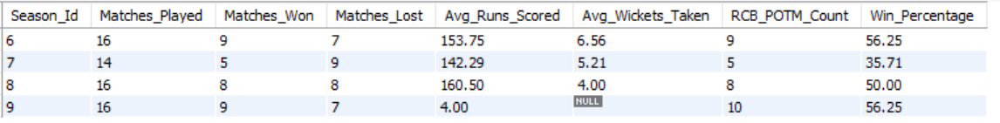 Season_Id Matches_Played Matches_Won Matches_Lost Avg_Runs_Scored Avg_Wickets_Taken RCB_POTM_Count Win_Percentage
6 16 9 7 153.75 6.56 9 56.25
7 14 5 9 142.29 5.21 5 35.71
8 16 8 8 160.50 4.00 8 50.00
9 16 9 7 4.00 NULL 10 56.25